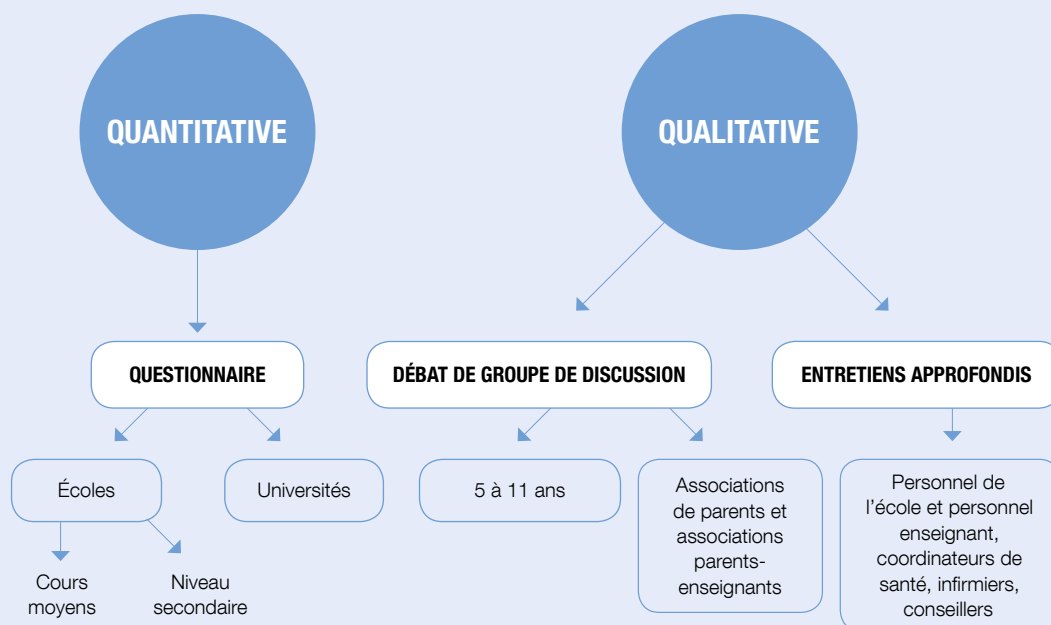 QUANTITATIVE
QUALITATIVE
QUESTIONNAIRE
DÉBAT DE GROUPE DE DISCUSSION
ENTRETIENS APPROFONDIS
Écoles
Universités
5 à 11 ans
Associations
de parents et
associations
parents-
enseignants
Personnel de
l’école et personnel
enseignant,
coordinateurs de
santé, infirmiers,
conseillers
Cours
moyens
Niveau
secondaire